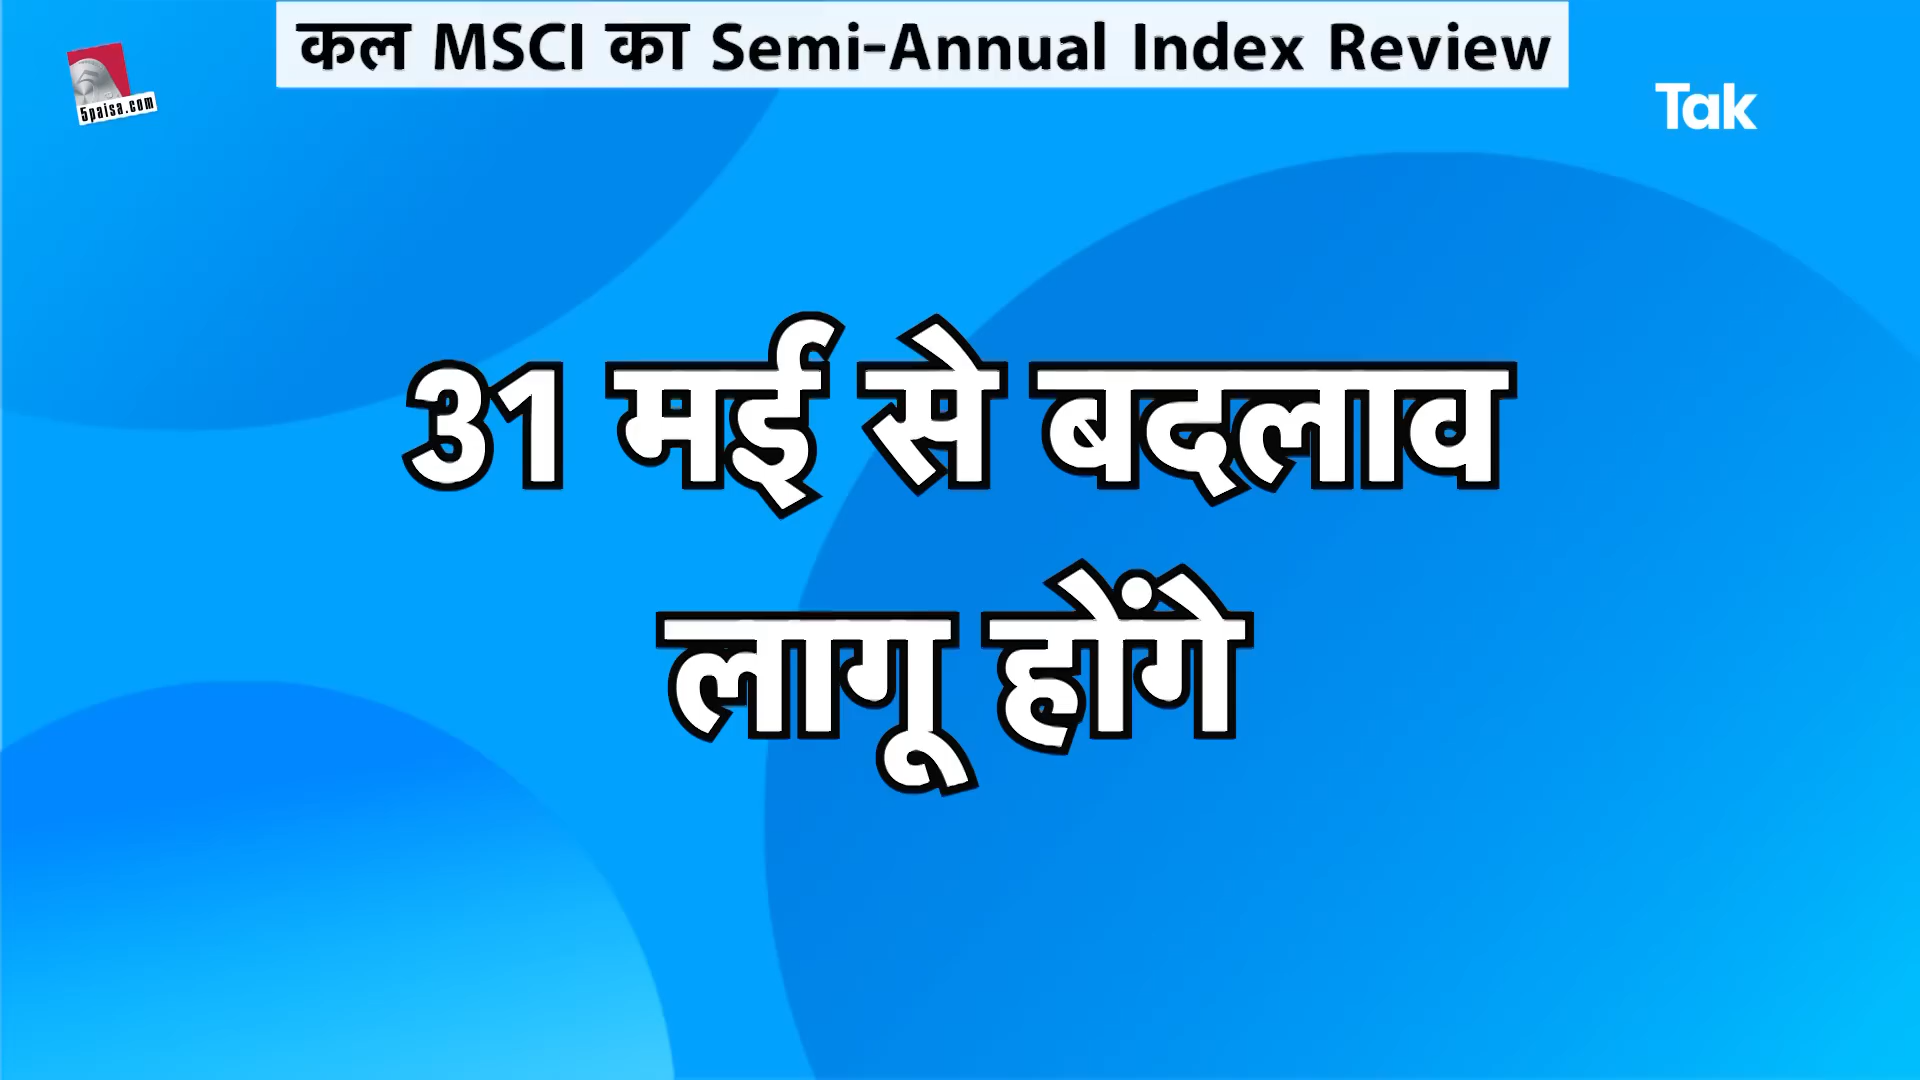 कल MSCI का Semi-Annual Index Review
5paisa.com
Tak
31 मई से बदलाव
लागू होंगे